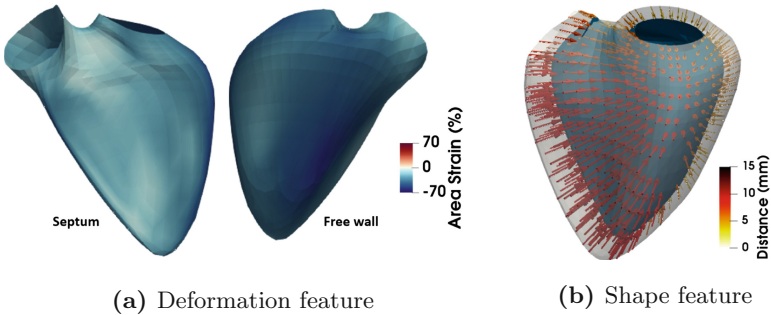 Septum
Free wall
70
0
-70
Area Strain (%)
15
10
5
0
Distance (mm)
(a) Deformation feature
(b) Shape feature